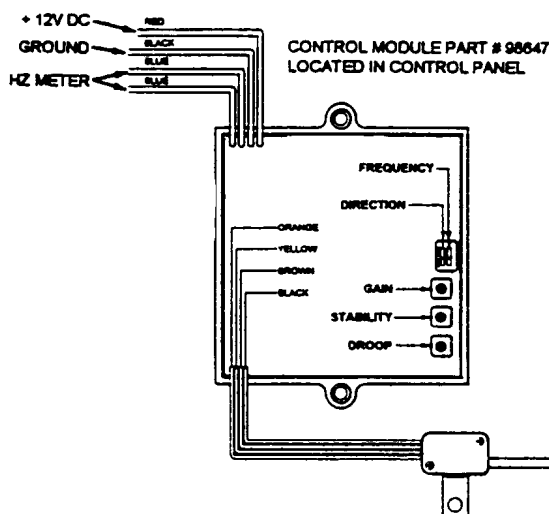 + 12V DC
RED
GROUND
BLACK
BLUE
HZ METER
BLUE
CONTROL MODULE PART # 98647
LOCATED IN CONTROL PANEL
FREQUENCY
DIRECTION
ORANGE
YELLOW
BROWN
BLACK
GAIN
STABILITY
DROOP